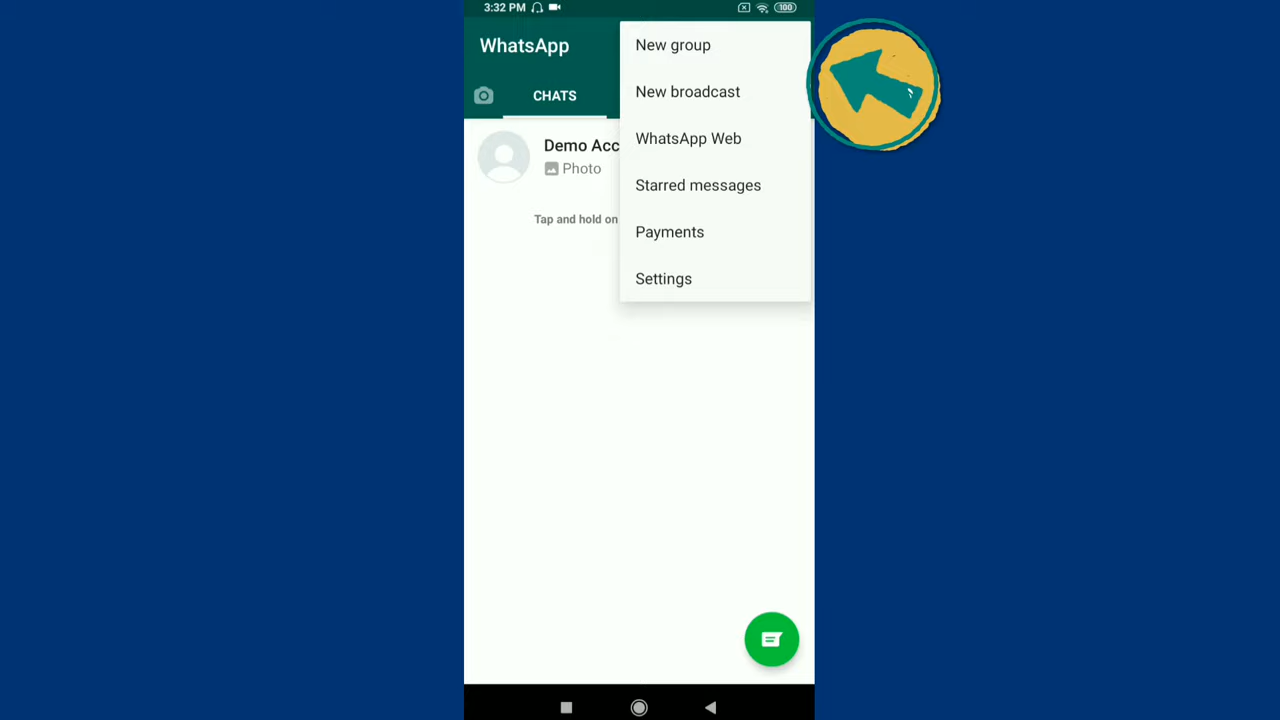 3:32 PM
100
WhatsApp
New group
CHATS
New broadcast
WhatsApp Web
Demo Acc
Photo
Starred messages
Tap and hold on
Payments
Settings